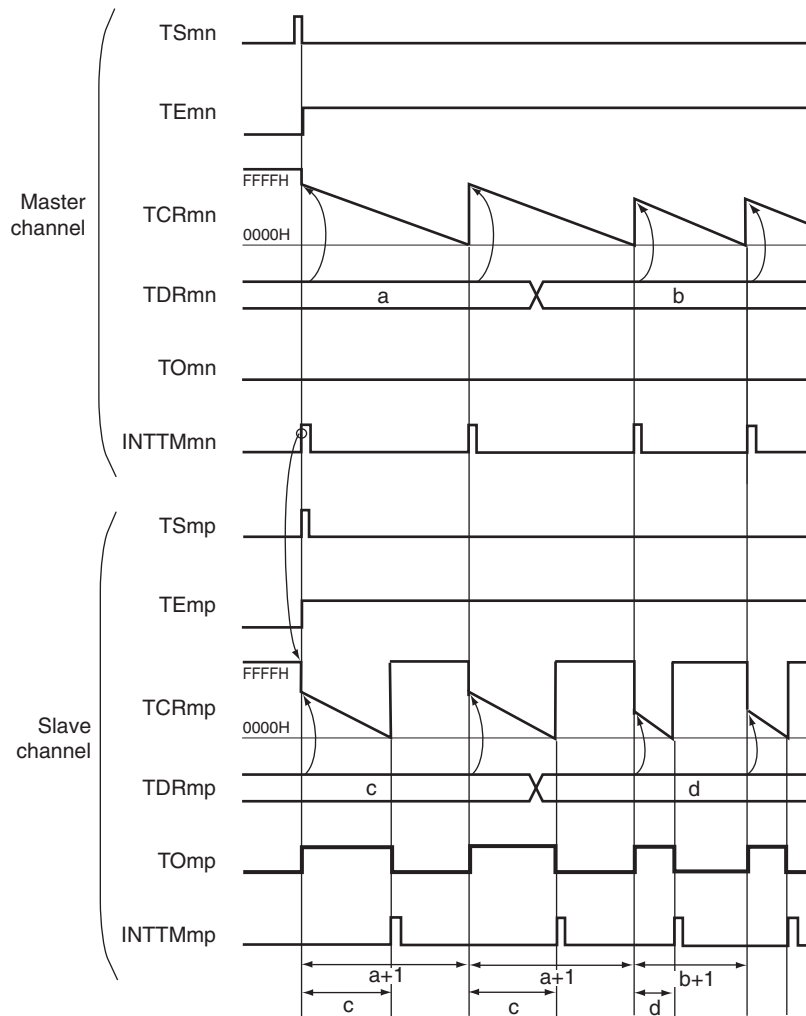 TSmn
TEmn
FFFFH
Master
channel
TCRmn
0000H
TDRmn
a
b
TOmn
INTTMmn
TSmp
TEmp
FFFFH
TCRmp
Slave
channel
0000H
TDRmp
c
d
TOmp
INTTMmp
a+1
a+1
b+1
c
c
d